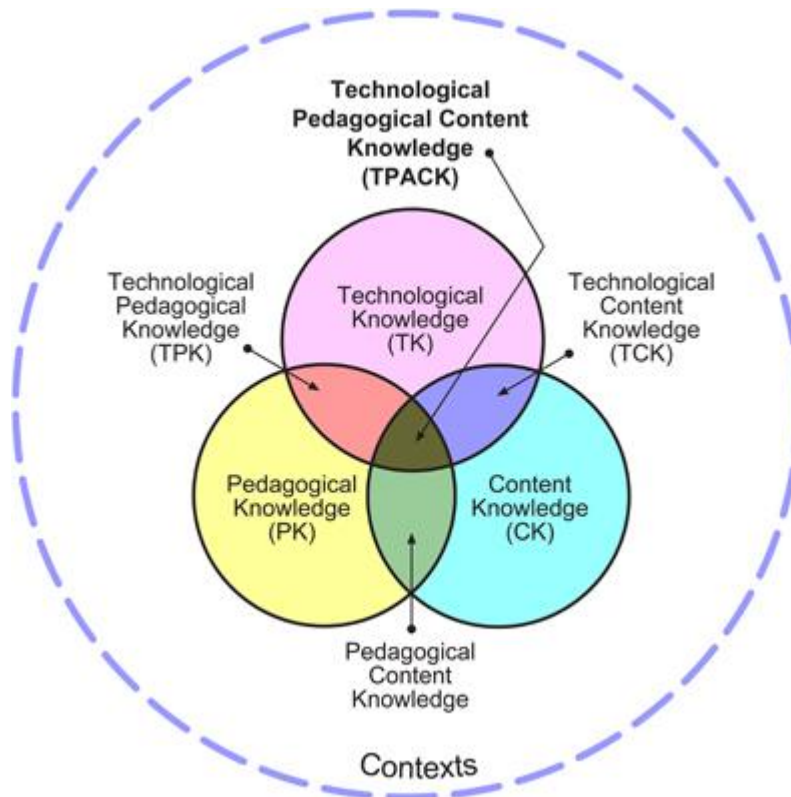 Technological
Pedagogical Content
Knowledge
(TPACK)
Technological
Pedagogical
Knowledge
(TPK)
Technological
Knowledge
(TK)
Technological
Content
Knowledge
(TCK)
Pedagogical
Knowledge
(PK)
Content
Knowledge
(CK)
Pedagogical
Content
Knowledge
Contexts